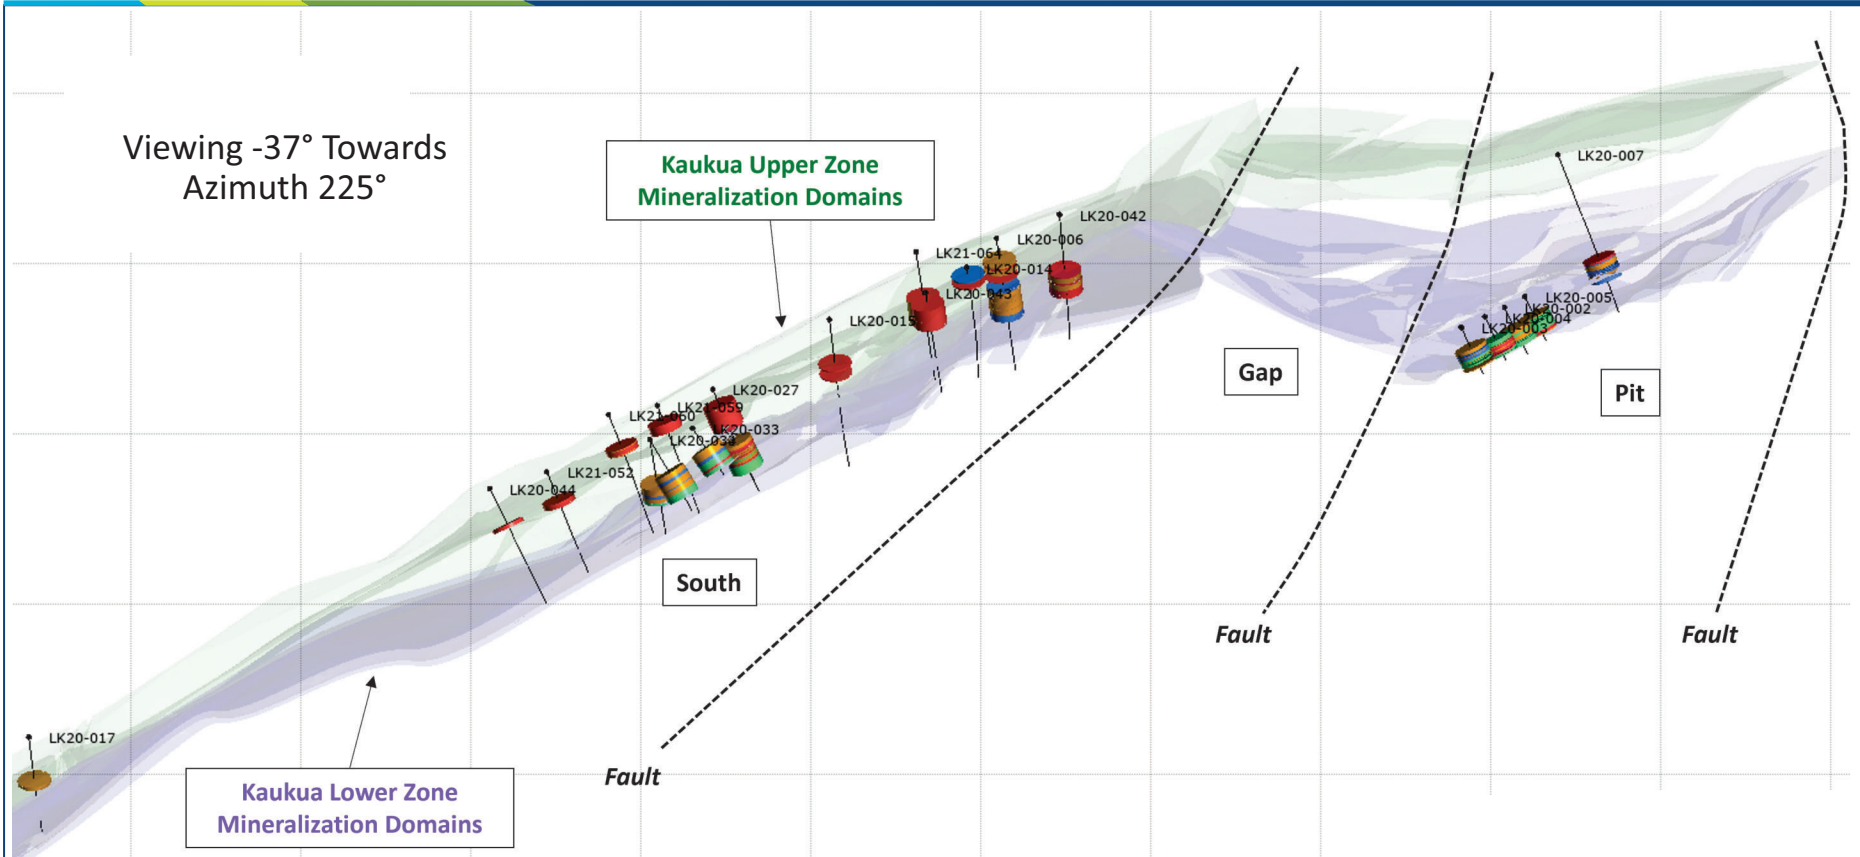 Viewing -37° Towards
Azimuth 225°
Kaukua Upper Zone
Mineralization Domains
LK20-007
LK20-042
LK20-006
LK21-064
LK20-014
LK20-043
LK20-005
LK20-002
LK20-004
LK20-003
LK20-015
Gap
Pit
LK20-027
LK21-059
LK21-060
LK20-033
LK21-052
LK20-044
South
Fault
Fault
Fault
LK20-017
Kaukua Lower Zone
Mineralization Domains